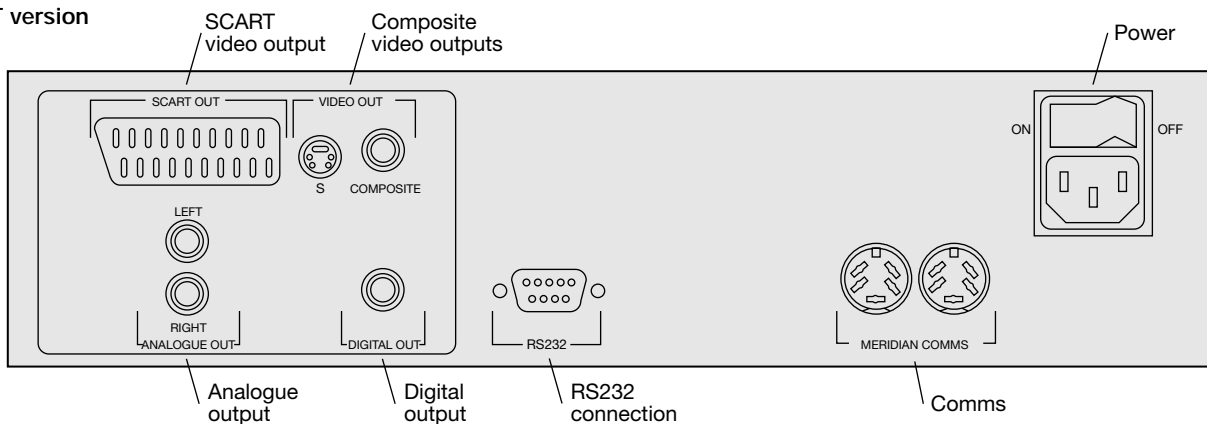 version
SCART
video output
Composite
video outputs
Power
SCART OUT
VIDEO OUT
ON
OFF
S
COMPOSITE
LEFT
RIGHT
ANALOGUE OUT
DIGITAL OUT
RS232
MERIDIAN COMMS
Analogue
output
Digital
output
RS232
connection
Comms